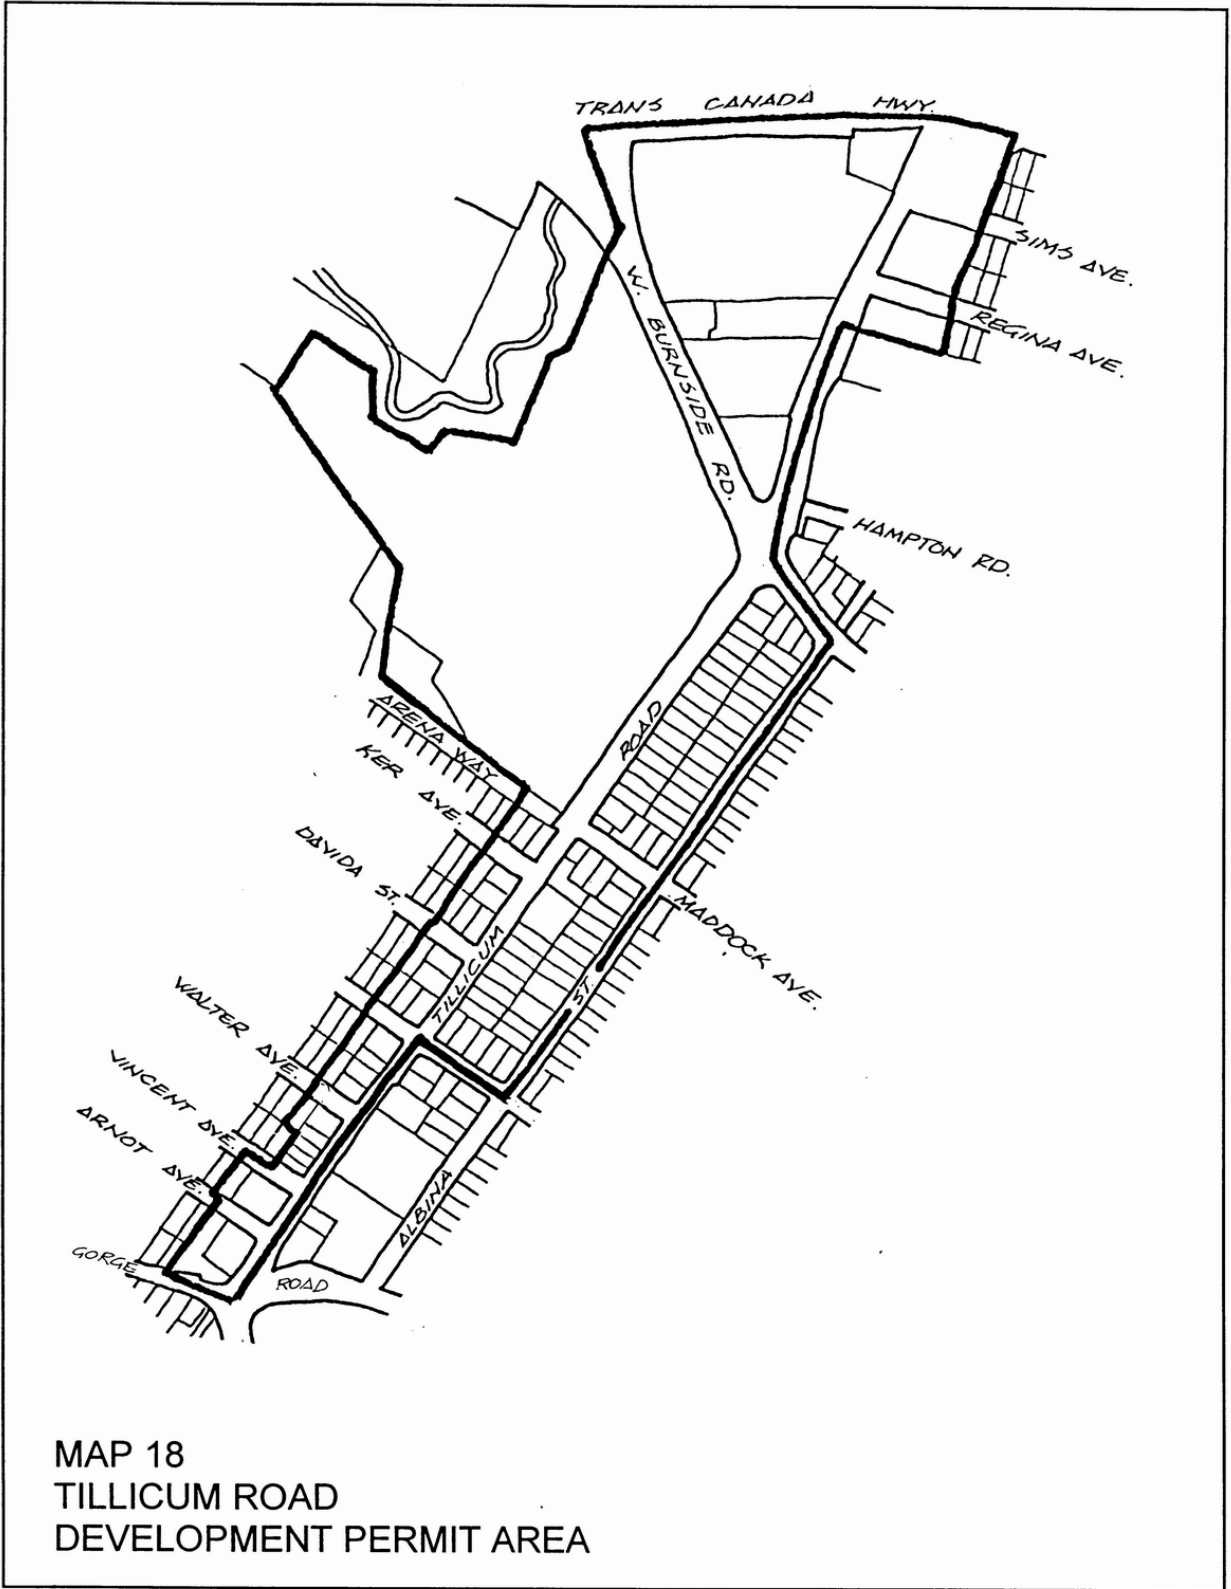 TRANS CANADA HWY.
SIMS AVE.
REGINA AVE.
W. BURNSIDE RD.
HAMPTON RD.
ROAD
ARENA WAY
KER AVE.
DAVIDA ST.
MADDOCK AVE.
TILLICUM
ST.
WALTER AVE.
VINCENT AVE.
ARNOT AVE.
ALBINA
GORGE
ROAD
MAP 18
TILLICUM ROAD
DEVELOPMENT PERMIT AREA